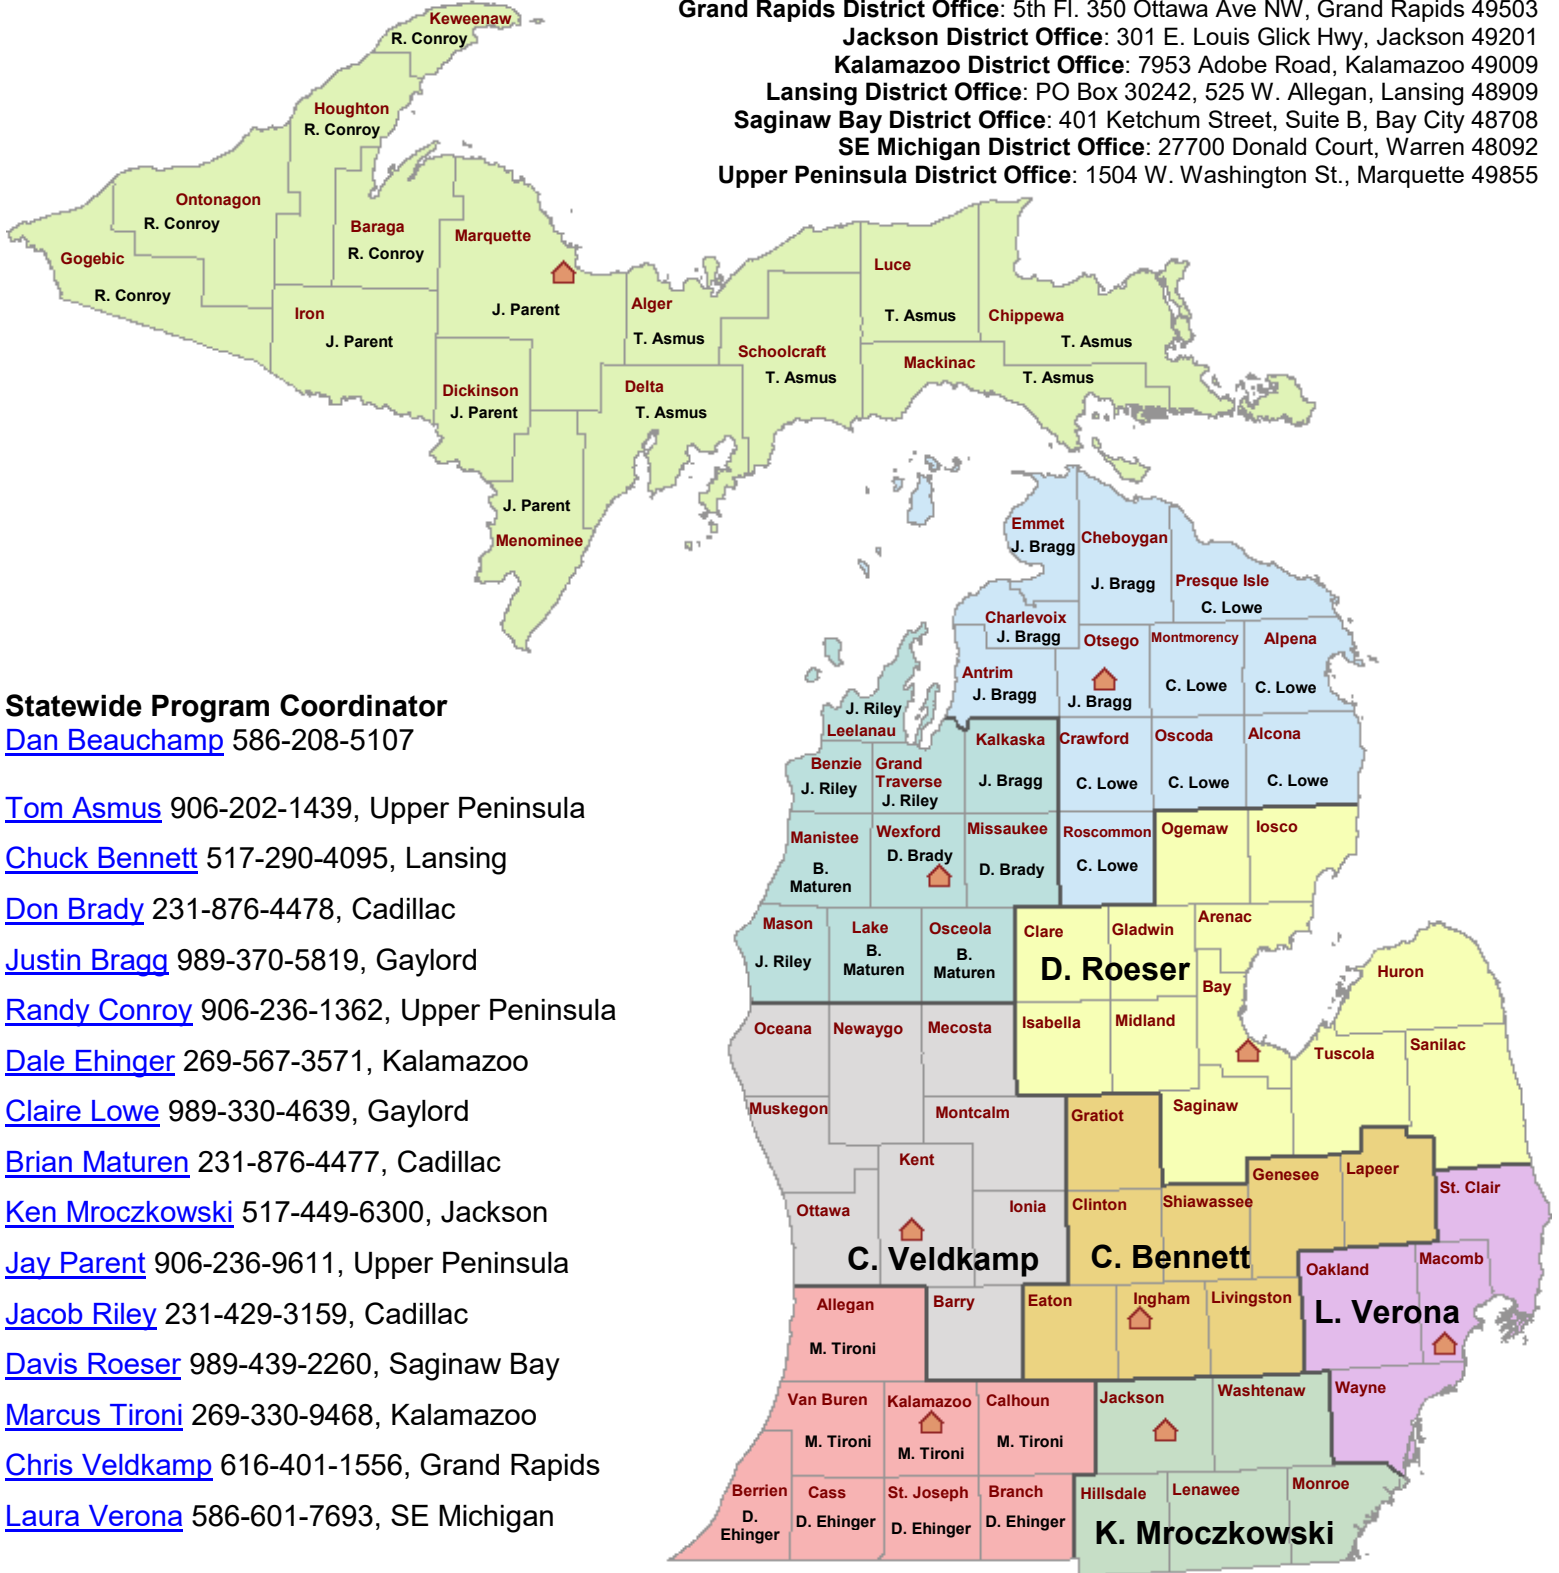 Grand Rapids District Office: 5th Fl. 350 Ottawa Ave NW, Grand Rapids 49503
Jackson District Office: 301 E. Louis Glick Hwy, Jackson 49201
Kalamazoo District Office: 7953 Adobe Road, Kalamazoo 49009
Lansing District Office: PO Box 30242, 525 W. Allegan, Lansing 48909
Saginaw Bay District Office: 401 Ketchum Street, Suite B, Bay City 48708
SE Michigan District Office: 27700 Donald Court, Warren 48092
Upper Peninsula District Office: 1504 W. Washington St., Marquette 49855
Keweenaw
R. Conroy
Houghton
R. Conroy
Ontonagon
R. Conroy
Baraga
R. Conroy
Gogebic
R. Conroy
Marquette
J. Parent
Iron
J. Parent
Alger
T. Asmus
Luce
T. Asmus
Chippewa
T. Asmus
Schoolcraft
T. Asmus
Mackinac
T. Asmus
Dickinson
J. Parent
Delta
T. Asmus
J. Parent
Menominee
Emmet
J. Bragg
Cheboygan
J. Bragg
Presque Isle
C. Lowe
Charlevoix
J. Bragg
Otsego
J. Bragg
Montmorency
C. Lowe
Alpena
C. Lowe
Antrim
J. Bragg
J. Riley
Leelanau
Kalkaska
J. Bragg
Crawford
C. Lowe
Oscoda
C. Lowe
Alcona
C. Lowe
Benzie
J. Riley
Grand
Traverse
J. Riley
Manistee
B.
Maturen
Wexford
D. Brady
Missaukee
D. Brady
Roscommon
C. Lowe
Ogemaw
Iosco
Mason
J. Riley
Lake
B.
Maturen
Osceola
B.
Maturen
Clare
Gladwin
Arenac
D. Roeser
Bay
Huron
Isabella
Midland
Tuscola
Sanilac
Saginaw
Oceana
Newaygo
Mecosta
Muskegon
Montcalm
Kent
Ottawa
Ionia
C. Veldkamp
Barry
Gratiot
Clinton
Shiawassee
Genesee
Lapeer
C. Bennett
Eaton
Ingham
Livingston
St. Clair
Oakland
Macomb
L. Verona
Wayne
Allegan
M. Tironi
Van Buren
M. Tironi
Kalamazoo
M. Tironi
Calhoun
M. Tironi
Berrien
D.
Ehinger
Cass
D. Ehinger
St. Joseph
D. Ehinger
Branch
D. Ehinger
Jackson
Washtenaw
Hillsdale
Lenawee
Monroe
K. Mroczkowski
Statewide Program Coordinator
Dan Beauchamp 586-208-5107
Tom Asmus 906-202-1439, Upper Peninsula
Chuck Bennett 517-290-4095, Lansing
Don Brady 231-876-4478, Cadillac
Justin Bragg 989-370-5819, Gaylord
Randy Conroy 906-236-1362, Upper Peninsula
Dale Ehinger 269-567-3571, Kalamazoo
Claire Lowe 989-330-4639, Gaylord
Brian Maturen 231-876-4477, Cadillac
Ken Mroczkowski 517-449-6300, Jackson
Jay Parent 906-236-9611, Upper Peninsula
Jacob Riley 231-429-3159, Cadillac
Davis Roeser 989-439-2260, Saginaw Bay
Marcus Tironi 269-330-9468, Kalamazoo
Chris Veldkamp 616-401-1556, Grand Rapids
Laura Verona 586-601-7693, SE Michigan